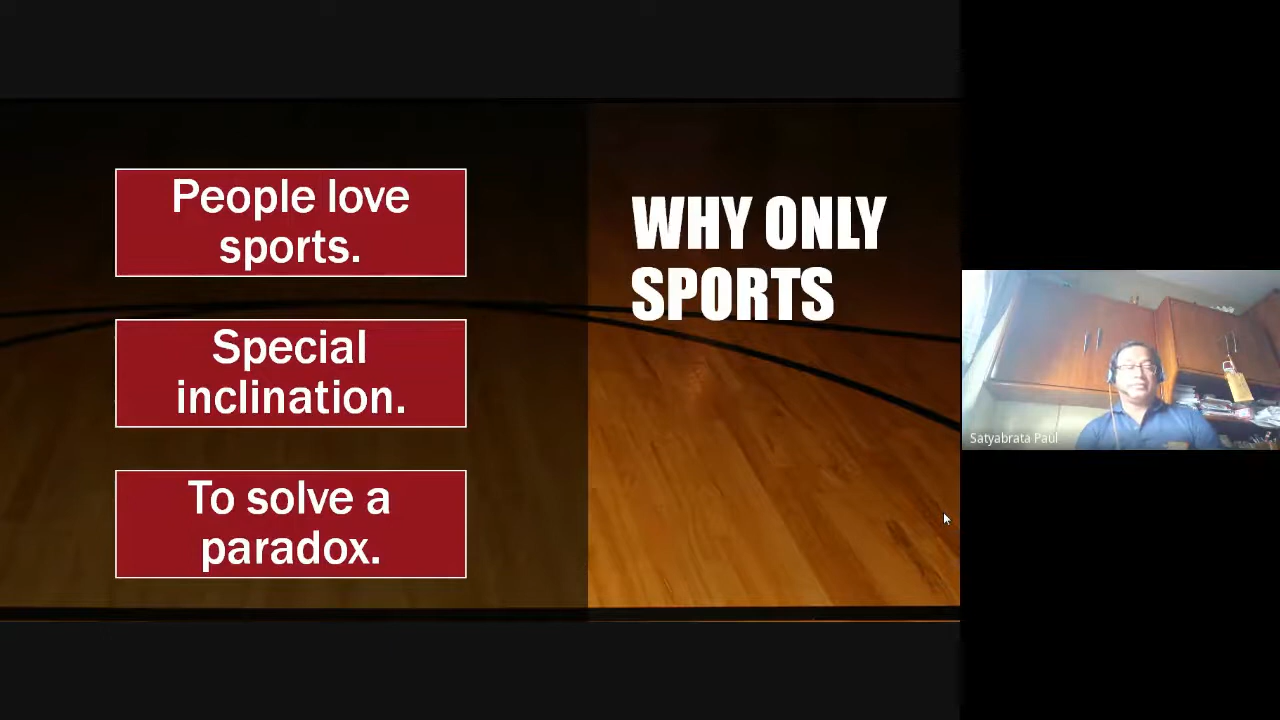 People love
sports.
Special
inclination.
To solve a
paradox.
WHY ONLY
SPORTS
Satyabrata Paul